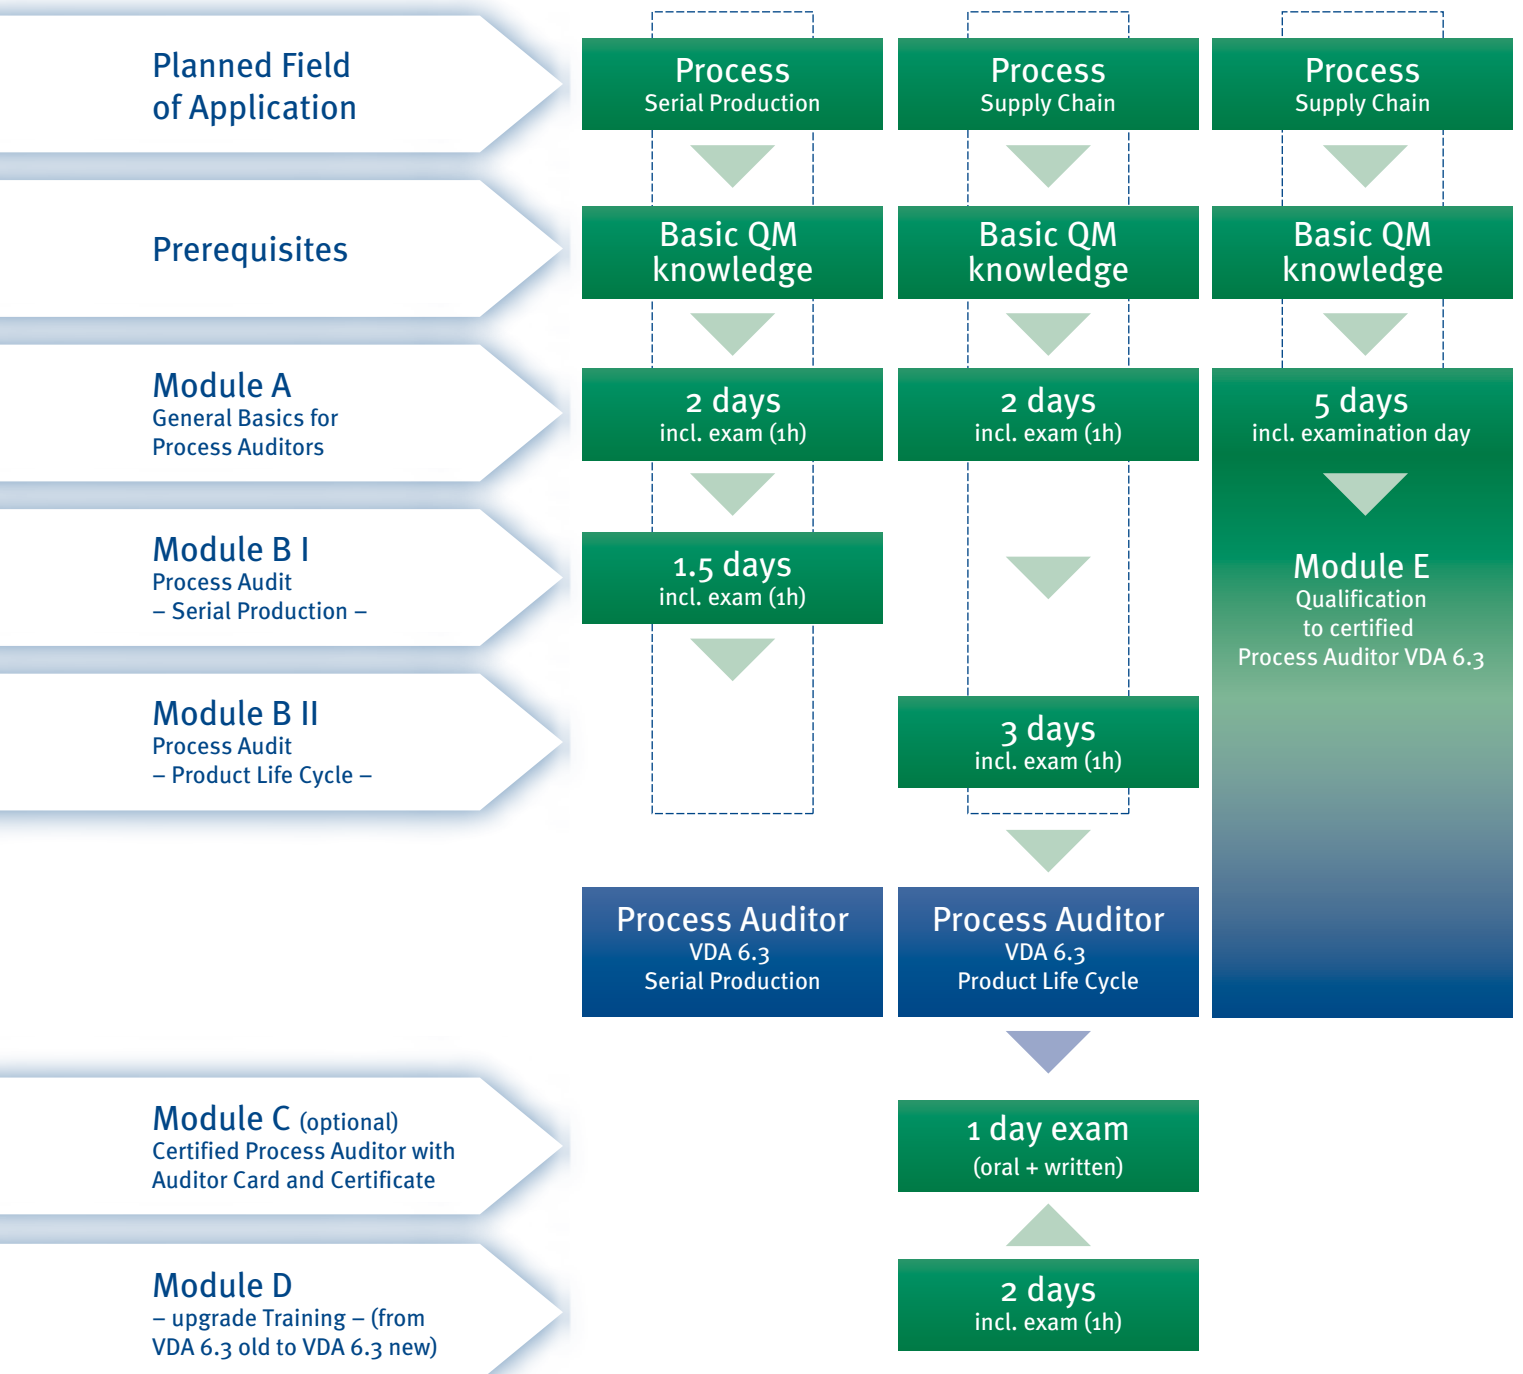 Planned Field
of Application
Process
Serial Production
Process
Supply Chain
Process
Supply Chain
Prerequisites
Basic QM
knowledge
Basic QM
knowledge
Basic QM
knowledge
Module A
General Basics for
Process Auditors
2 days
incl. exam (1h)
2 days
incl. exam (1h)
5 days
incl. examination day
Module B I
Process Audit
– Serial Production –
1.5 days
incl. exam (1h)
Module E
Qualification
to certified
Process Auditor VDA 6.3
Module B II
Process Audit
– Product Life Cycle –
3 days
incl. exam (1h)
Process Auditor
VDA 6.3
Serial Production
Process Auditor
VDA 6.3
Product Life Cycle
Module C (optional)
Certified Process Auditor with
Auditor Card and Certificate
1 day exam
(oral + written)
Module D
– upgrade Training – (from
VDA 6.3 old to VDA 6.3 new)
2 days
incl. exam (1h)